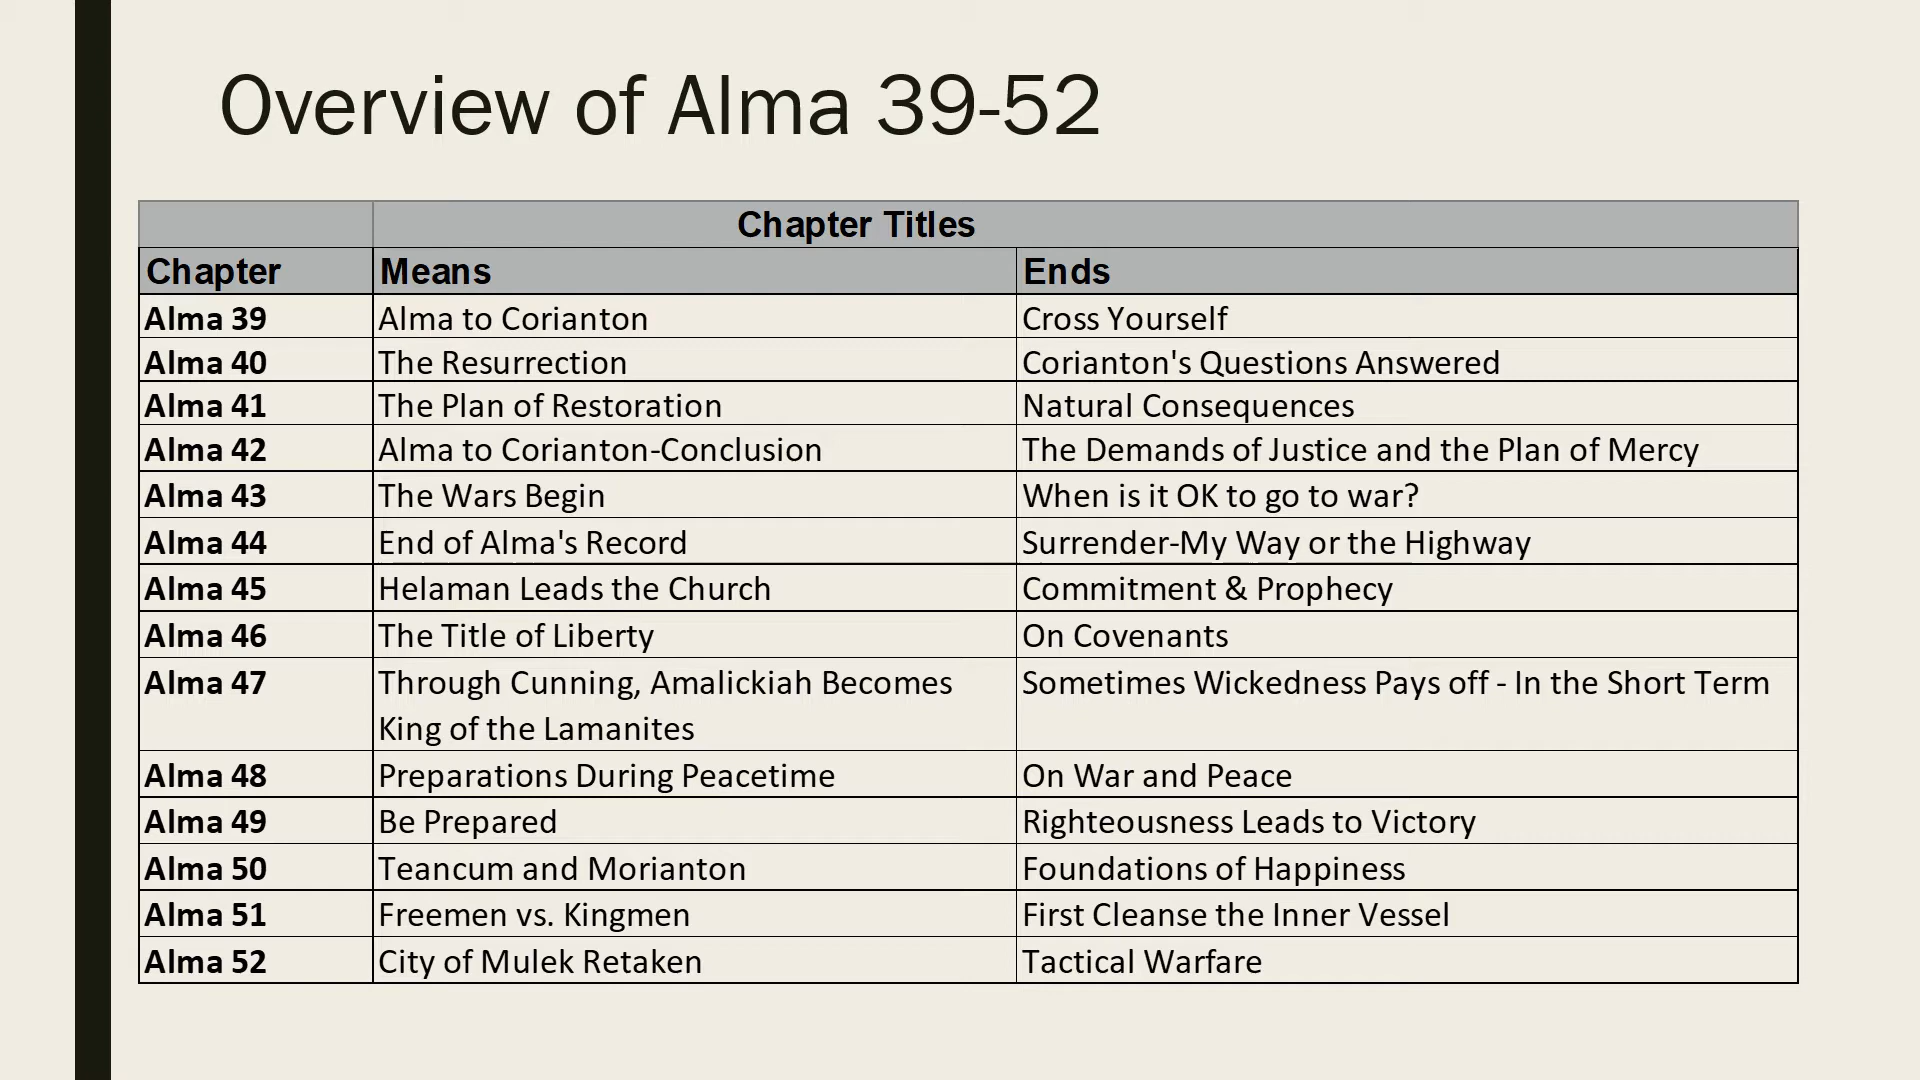 Overview of Alma 39-52
Chapter Titles
Chapter Means Ends
Alma 39 Alma to Corianton Cross Yourself
Alma 40 The Resurrection Corianton's Questions Answered
Alma 41 The Plan of Restoration Natural Consequences
Alma 42 Alma to Corianton-Conclusion The Demands of Justice and the Plan of Mercy
Alma 43 The Wars Begin When is it OK to go to war?
Alma 44 End of Alma's Record Surrender-My Way or the Highway
Alma 45 Helaman Leads the Church Commitment & Prophecy
Alma 46 The Title of Liberty On Covenants
Alma 47 Through Cunning, Amalickiah Becomes Sometimes Wickedness Pays off - In the Short Term
King of the Lamanites
Alma 48 Preparations During Peacetime On War and Peace
Alma 49 Be Prepared Righteousness Leads to Victory
Alma 50 Teancum and Morianton Foundations of Happiness
Alma 51 Freemen vs. Kingmen First Cleanse the Inner Vessel
Alma 52 City of Mulek Retaken Tactical Warfare